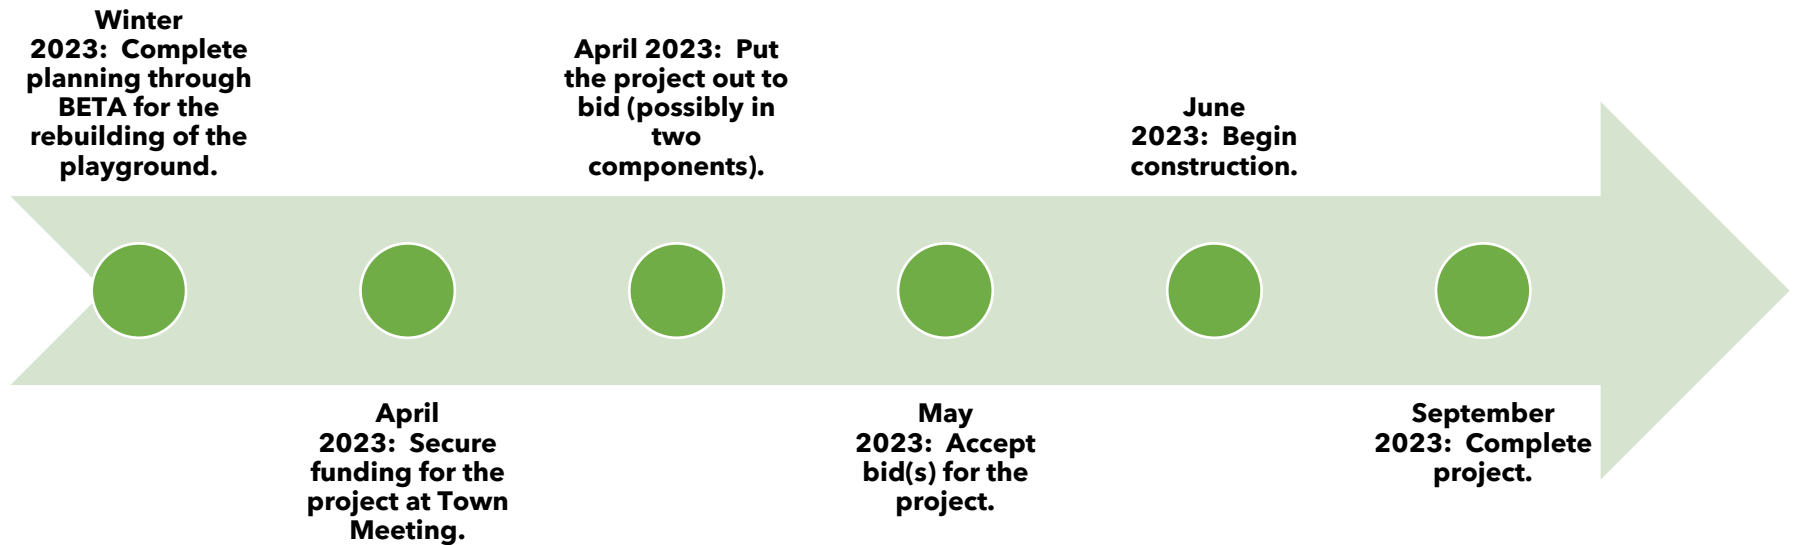 Winter
2023:  Complete
planning through
BETA for the
rebuilding of the
playground.
April
2023:  Secure
funding for the
project at Town
Meeting.
April 2023:  Put
the project out to
bid (possibly in
two
components).
May
2023:  Accept
bid(s) for the
project.
June
2023:  Begin
construction.
September
2023:  Complete
project.